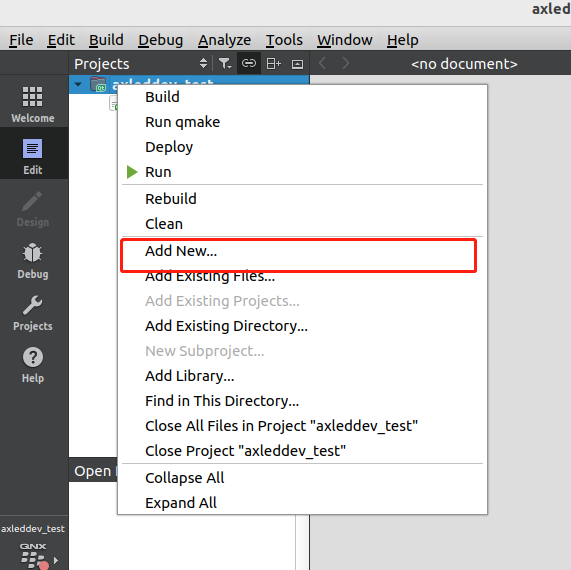 axled
File Edit Build Debug Analyze Tools Window Help
Projects
<no document>
axleddev_test
Welcome
Edit
Design
Debug
Projects
Help
Build
Run qmake
Deploy
Run
Rebuild
Clean
Add New...
Add Existing Files...
Add Existing Projects...
Add Existing Directory...
New Subproject...
Add Library...
Find in This Directory...
Close All Files in Project "axleddev_test"
Close Project "axleddev_test"
Collapse All
Expand All
Open
axleddev_test
QNX